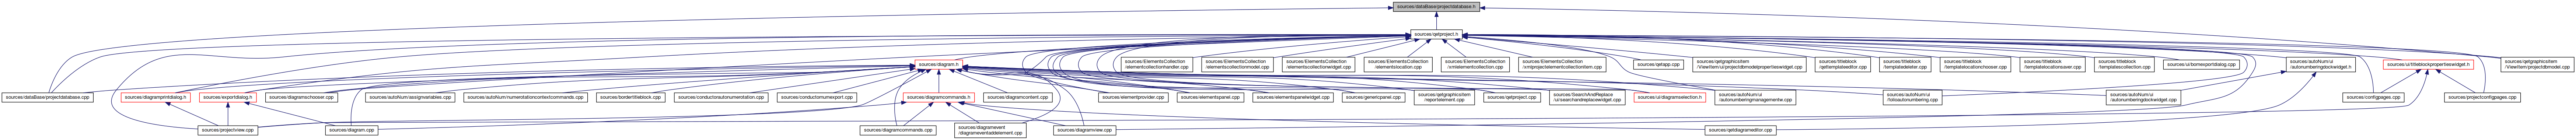 sources/dataBase/projectdatabase.h
sources/qetproject.h
sources/diagram.h
sources/ElementsCollection
/elementcollectionhandler.cpp
sources/ElementsCollection
/elementscollectionmodel.cpp
sources/ElementsCollection
/elementscollectionwidget.cpp
sources/ElementsCollection
/elementslocation.cpp
sources/ElementsCollection
/xmlelementcollection.cpp
sources/ElementsCollection
/xmlprojectelementcollectionitem.cpp
sources/qetapp.cpp
sources/qetgraphicsitem
/ViewItem/ui/projectdbmodelpropertieswidget.cpp
sources/titleblock
/qettemplateeditor.cpp
sources/titleblock
/templatedeleter.cpp
sources/titleblock
/templatelocationchooser.cpp
sources/titleblock
/templatelocationsaver.cpp
sources/titleblock
/templatescollection.cpp
sources/ui/bomexportdialog.cpp
sources/autoNum/ui
/autonumberingdockwidget.h
sources/ui/titleblockpropertieswidget.h
sources/qetgraphicsitem
/ViewItem/projectdbmodel.cpp
sources/dataBase/projectdatabase.cpp
sources/diagramprintdialog.h
sources/exportdialog.h
sources/diagramschooser.cpp
sources/autoNum/assignvariables.cpp
sources/autoNum/numerotationcontextcommands.cpp
sources/bordertitleblock.cpp
sources/conductorautonumerotation.cpp
sources/conductornumexport.cpp
sources/diagramcommands.h
sources/diagramcontent.cpp
sources/elementprovider.cpp
sources/elementspanel.cpp
sources/elementspanelwidget.cpp
sources/genericpanel.cpp
sources/qetgraphicsitem
/reportelement.cpp
sources/qetproject.cpp
sources/SearchAndReplace
/ui/searchandreplacewidget.cpp
sources/ui/diagramselection.h
sources/autoNum/ui
/autonumberingmanagementw.cpp
sources/autoNum/ui
/folioautonumbering.cpp
sources/autoNum/ui
/autonumberingdockwidget.cpp
sources/configpages.cpp
sources/projectconfigpages.cpp
sources/projectview.cpp
sources/diagram.cpp
sources/diagramcommands.cpp
sources/diagramevent
/diagrameventaddelement.cpp
sources/diagramview.cpp
sources/qetdiagrameditor.cpp